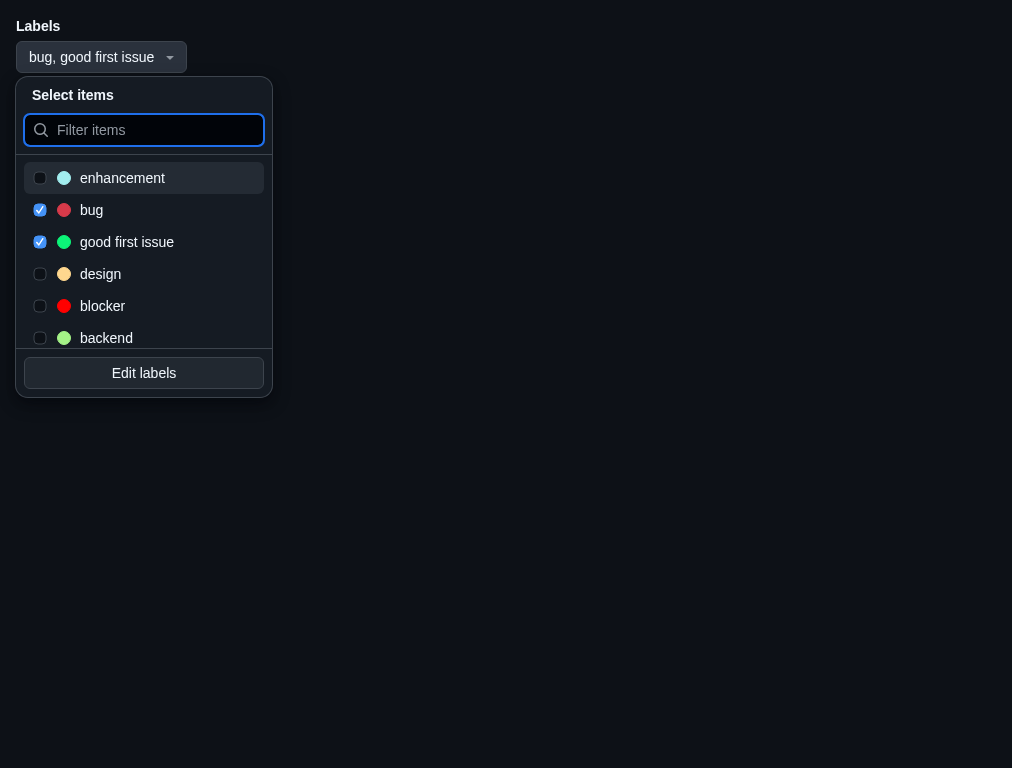 Labels
bug, good first issue
Select items
Filter items
enhancement
bug
good first issue
design
blocker
backend
Edit labels